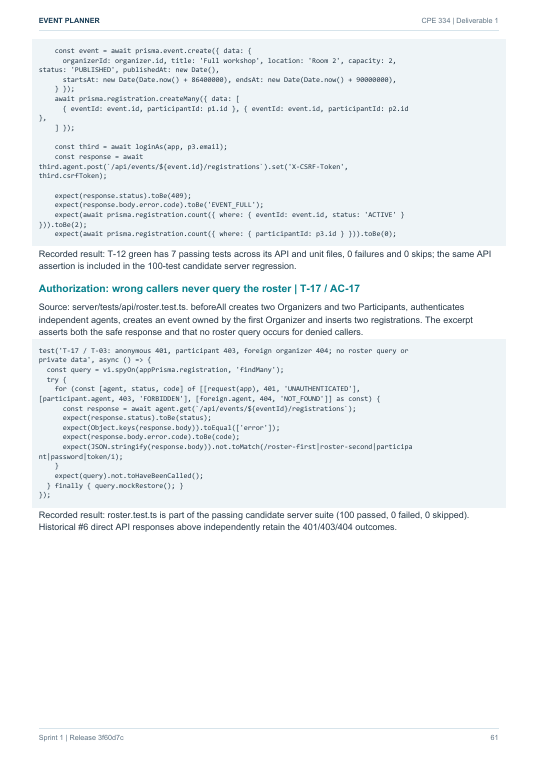 EVENT PLANNER
CPE 334 | Deliverable 1
const event = await prisma.event.create({ data: {
organizerId: organizer.id, title: 'Full workshop', location: 'Room 2', capacity: 2,
status: 'PUBLISHED', publishedAt: new Date(),
startsAt: new Date(Date.now() + 86400000), endsAt: new Date(Date.now() + 90000000),
} });
await prisma.registration.createMany({ data: [
{ eventId: event.id, participantId: p1.id }, { eventId: event.id, participantId: p2.id
},
] });
const third = await loginAs(app, p3.email);
const response = await
third.agent.post(`/api/events/${event.id}/registrations`).set('X-CSRF-Token',
third.csrfToken);
expect(response.status).toBe(409);
expect(response.body.error.code).toBe('EVENT_FULL');
expect(await prisma.registration.count({ where: { eventId: event.id, status: 'ACTIVE' }
})).toBe(2);
expect(await prisma.registration.count({ where: { participantId: p3.id } })).toBe(0);
Recorded result: T-12 green has 7 passing tests across its API and unit files, 0 failures and 0 skips; the same API
assertion is included in the 100-test candidate server regression.
Authorization: wrong callers never query the roster | T-17 / AC-17
Source: server/tests/api/roster.test.ts. beforeAll creates two Organizers and two Participants, authenticates
independent agents, creates an event owned by the first Organizer and inserts two registrations. The excerpt
asserts both the safe response and that no roster query occurs for denied callers.
test('T-17 / T-03: anonymous 401, participant 403, foreign organizer 404; no roster query or
private data', async () => {
const query = vi.spyOn(appPrisma.registration, 'findMany');
try {
for (const [agent, status, code] of [[request(app), 401, 'UNAUTHENTICATED'],
[participant.agent, 403, 'FORBIDDEN'], [foreign.agent, 404, 'NOT_FOUND']] as const) {
const response = await agent.get(`/api/events/${eventId}/registrations`);
expect(response.status).toBe(status);
expect(Object.keys(response.body)).toEqual(['error']);
expect(response.body.error.code).toBe(code);
expect(JSON.stringify(response.body)).not.toMatch(/roster-first|roster-second|participa
nt|password|token/i);
}
expect(query).not.toHaveBeenCalled();
} finally { query.mockRestore(); }
});
Recorded result: roster.test.ts is part of the passing candidate server suite (100 passed, 0 failed, 0 skipped).
Historical #6 direct API responses above independently retain the 401/403/404 outcomes.
Sprint 1 | Release 3f60d7c
61